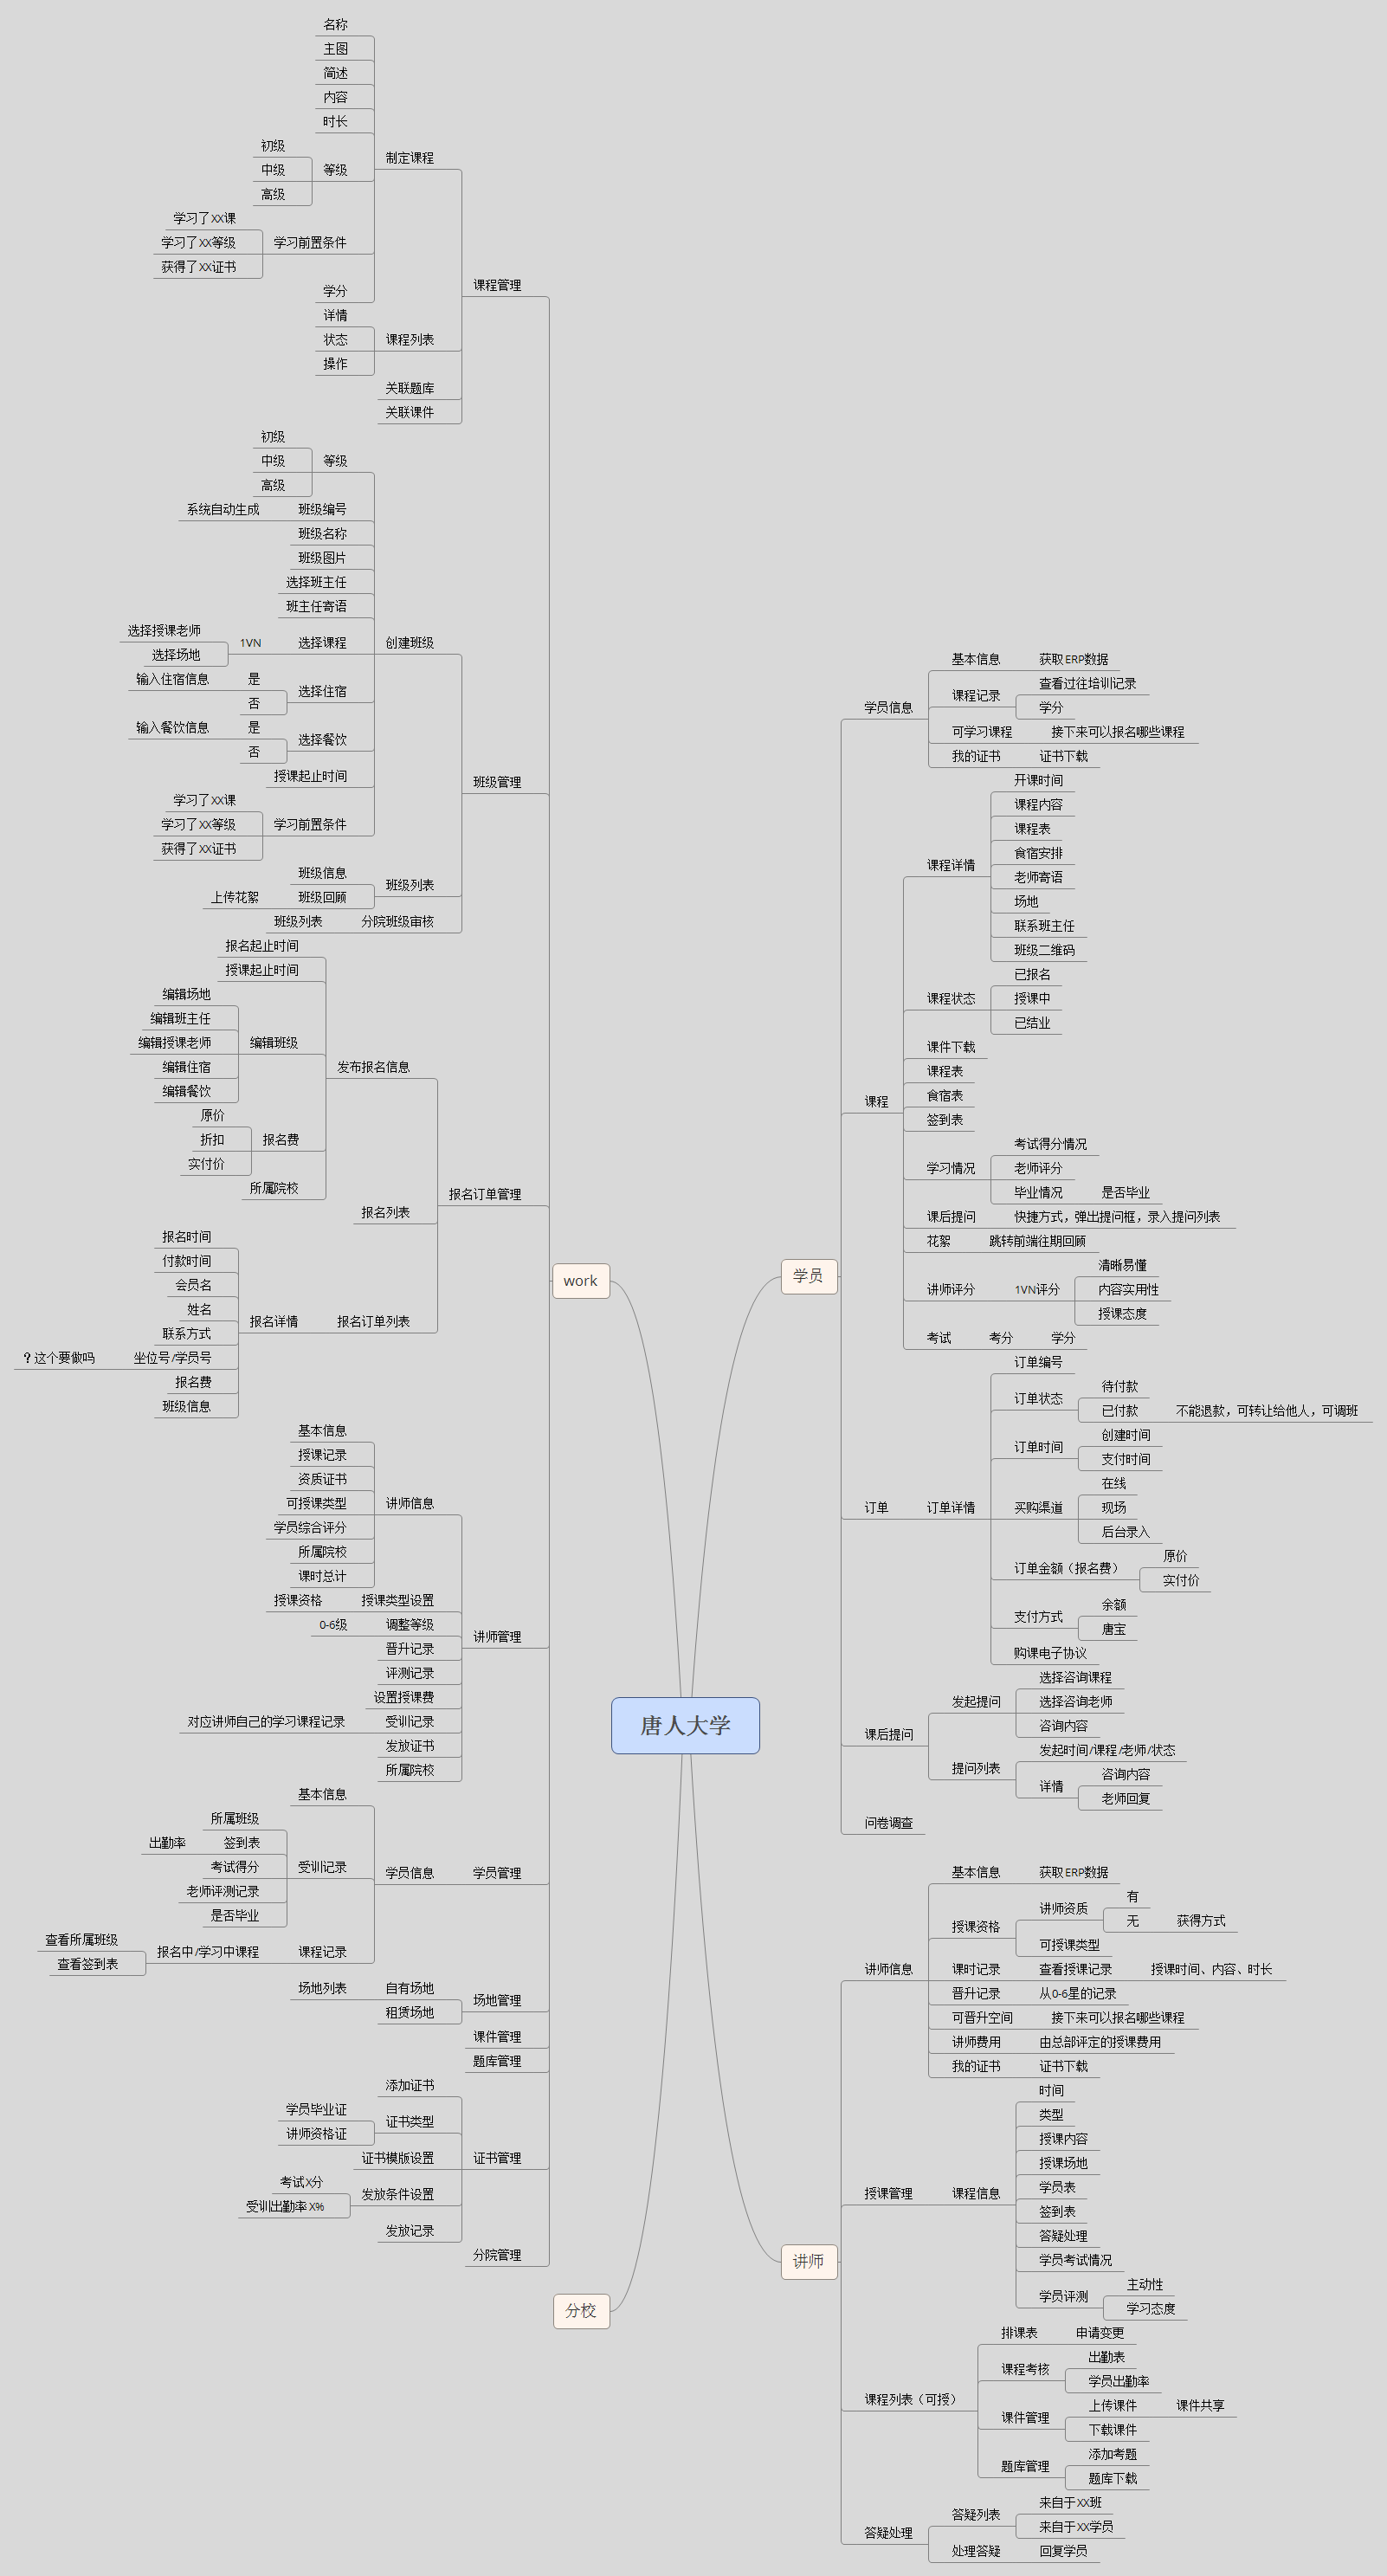 唐人大学
work
课程管理
制定课程
名称
主图
简述
内容
时长
等级
初级
中级
高级
学习前置条件
学习了XX课
学习了XX等级
获得了XX证书
学分
课程列表
详情
状态
操作
关联题库
关联课件
班级管理
创建班级
等级
初级
中级
高级
班级编号
系统自动生成
班级名称
班级图片
选择班主任
班主任寄语
选择课程
1VN
选择授课老师
选择场地
选择住宿
是
输入住宿信息
否
选择餐饮
是
输入餐饮信息
否
授课起止时间
学习前置条件
学习了XX课
学习了XX等级
获得了XX证书
班级列表
班级信息
班级回顾
上传花絮
分院班级审核
班级列表
报名订单管理
发布报名信息
报名起止时间
授课起止时间
编辑班级
编辑场地
编辑班主任
编辑授课老师
编辑住宿
编辑餐饮
报名费
原价
折扣
实付价
所属院校
报名列表
报名订单列表
报名详情
报名时间
付款时间
会员名
姓名
联系方式
坐位号/学员号
？这个要做吗
报名费
班级信息
讲师管理
讲师信息
基本信息
授课记录
资质证书
可授课类型
学员综合评分
所属院校
课时总计
授课类型设置
授课资格
调整等级
0-6级
晋升记录
评测记录
设置授课费
受训记录
对应讲师自己的学习课程记录
发放证书
所属院校
学员管理
学员信息
基本信息
受训记录
所属班级
签到表
出勤率
考试得分
老师评测记录
是否毕业
课程记录
报名中/学习中课程
查看所属班级
查看签到表
场地管理
自有场地
场地列表
租赁场地
课件管理
题库管理
证书管理
添加证书
证书类型
学员毕业证
讲师资格证
证书模版设置
发放条件设置
考试X分
受训出勤率X%
发放记录
分院管理
分校
学员
学员信息
基本信息
获取ERP数据
课程记录
查看过往培训记录
学分
可学习课程
接下来可以报名哪些课程
我的证书
证书下载
课程
课程详情
开课时间
课程内容
课程表
食宿安排
老师寄语
场地
联系班主任
班级二维码
课程状态
已报名
授课中
已结业
课件下载
课程表
食宿表
签到表
学习情况
考试得分情况
老师评分
毕业情况
是否毕业
课后提问
快捷方式，弹出提问框，录入提问列表
花絮
跳转前端往期回顾
讲师评分
1VN评分
清晰易懂
内容实用性
授课态度
考试
考分
学分
订单
订单详情
订单编号
订单状态
待付款
已付款
不能退款，可转让给他人，可调班
订单时间
创建时间
支付时间
买购渠道
在线
现场
后台录入
订单金额（报名费）
原价
实付价
支付方式
余额
唐宝
购课电子协议
课后提问
发起提问
选择咨询课程
选择咨询老师
咨询内容
提问列表
发起时间/课程/老师/状态
详情
咨询内容
老师回复
问卷调查
讲师
讲师信息
基本信息
获取ERP数据
授课资格
讲师资质
有
无
获得方式
可授课类型
课时记录
查看授课记录
授课时间、内容、时长
晋升记录
从0-6星的记录
可晋升空间
接下来可以报名哪些课程
讲师费用
由总部评定的授课费用
我的证书
证书下载
授课管理
课程信息
时间
类型
授课内容
授课场地
学员表
签到表
答疑处理
学员考试情况
学员评测
主动性
学习态度
课程列表（可授）
排课表
申请变更
课程考核
出勤表
学员出勤率
课件管理
上传课件
课件共享
下载课件
题库管理
添加考题
题库下载
答疑处理
答疑列表
来自于XX班
来自于XX学员
处理答疑
回复学员